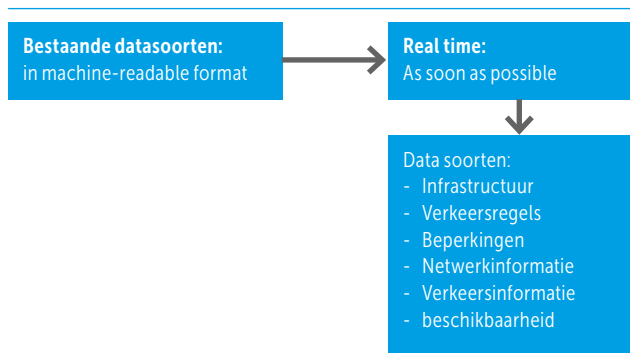 Bestaande datasoorten:
in machine-readable format
Real time:
As soon as possible
Data soorten:
- Infrastructuur
- Verkeersregels
- Beperkingen
- Netwerkinformatie
- Verkeersinformatie
- beschikbaarheid